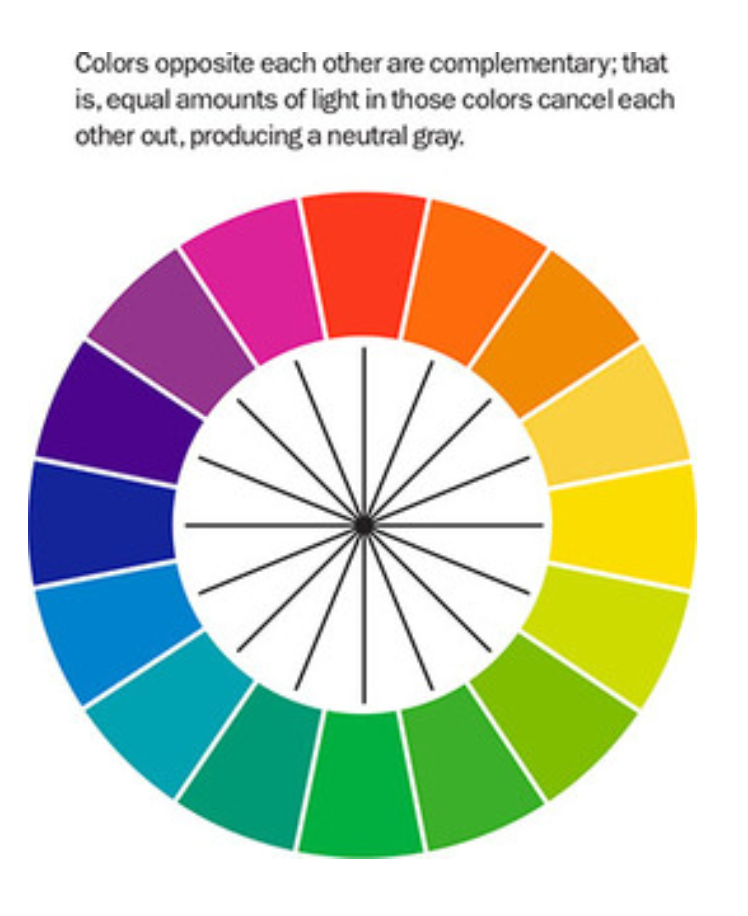 Colors opposite each other are complementary; that
is, equal amounts of light in those colors cancel each
other out, producing a neutral gray.